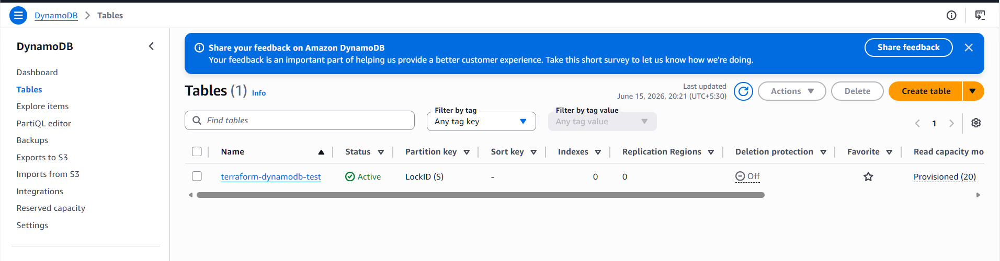 DynamoDB > Tables
DynamoDB
Dashboard
Tables
Explore items
PartiQL editor
Backups
Exports to S3
Imports from S3
Integrations
Reserved capacity
Settings
Share your feedback on Amazon DynamoDB
Your feedback is an important part of helping us provide a better customer experience. Take this short survey to let us know how we're doing.
Share feedback
Tables (1) Info
Last updated
June 15, 2026, 20:21 (UTC+5:30)
Actions
Delete
Create table
Find tables
Filter by tag
Any tag key
Filter by tag value
Any tag value
1
Name Status Partition key Sort key Indexes Replication Regions Deletion protection Favorite Read capacity mo
terraform-dynamodb-test Active LockID (S) - 0 0 Off Provisioned (20)